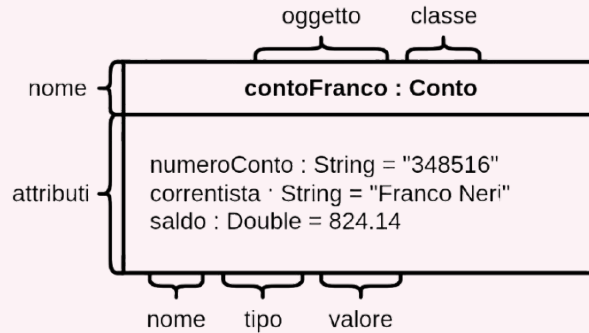 oggetto classe
nome contoFranco : Conto
attributi
numeroConto : String = "348516"
correntista : String = "Franco Neri"
saldo : Double = 824.14
nome tipo valore